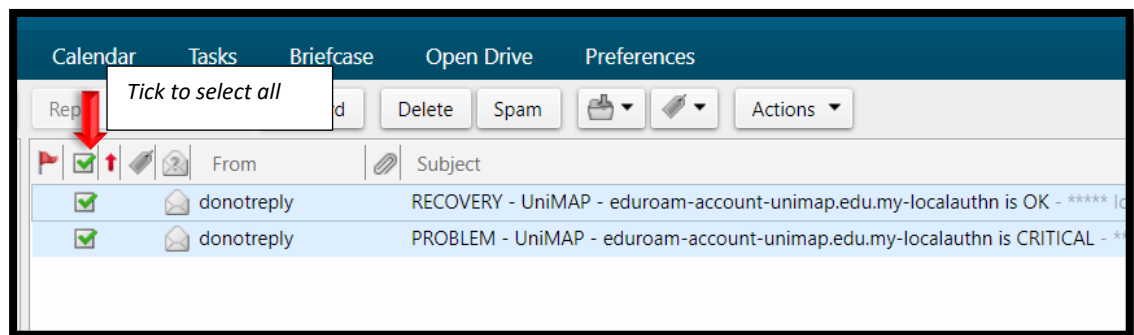 Calendar Tasks Briefcase Open Drive Preferences
Tick to select all
Rep d Delete Spam Actions
From Subject
donotreply RECOVERY - UniMAP - eduroam-account-unimap.edu.my-localauthn is OK - *****
donotreply PROBLEM - UniMAP - eduroam-account-unimap.edu.my-localauthn is CRITICAL - **